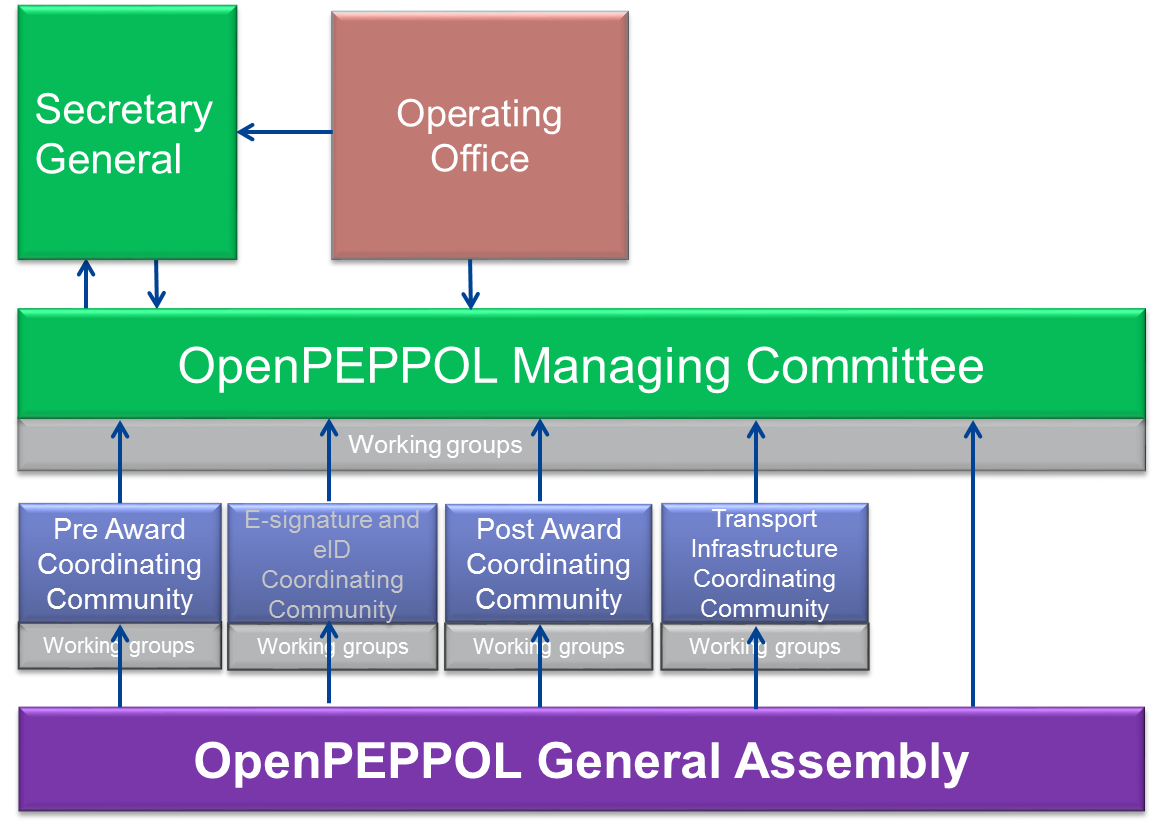 Secretary
General
Operating
Office
OpenPEPPOL Managing Committee
Working groups
Pre Award
Coordinating
Community
E-signature and
eID
Coordinating
Community
Post Award
Coordinating
Community
Transport
Infrastructure
Coordinating
Community
Working groups
Working groups
Working groups
Working groups
OpenPEPPOL General Assembly